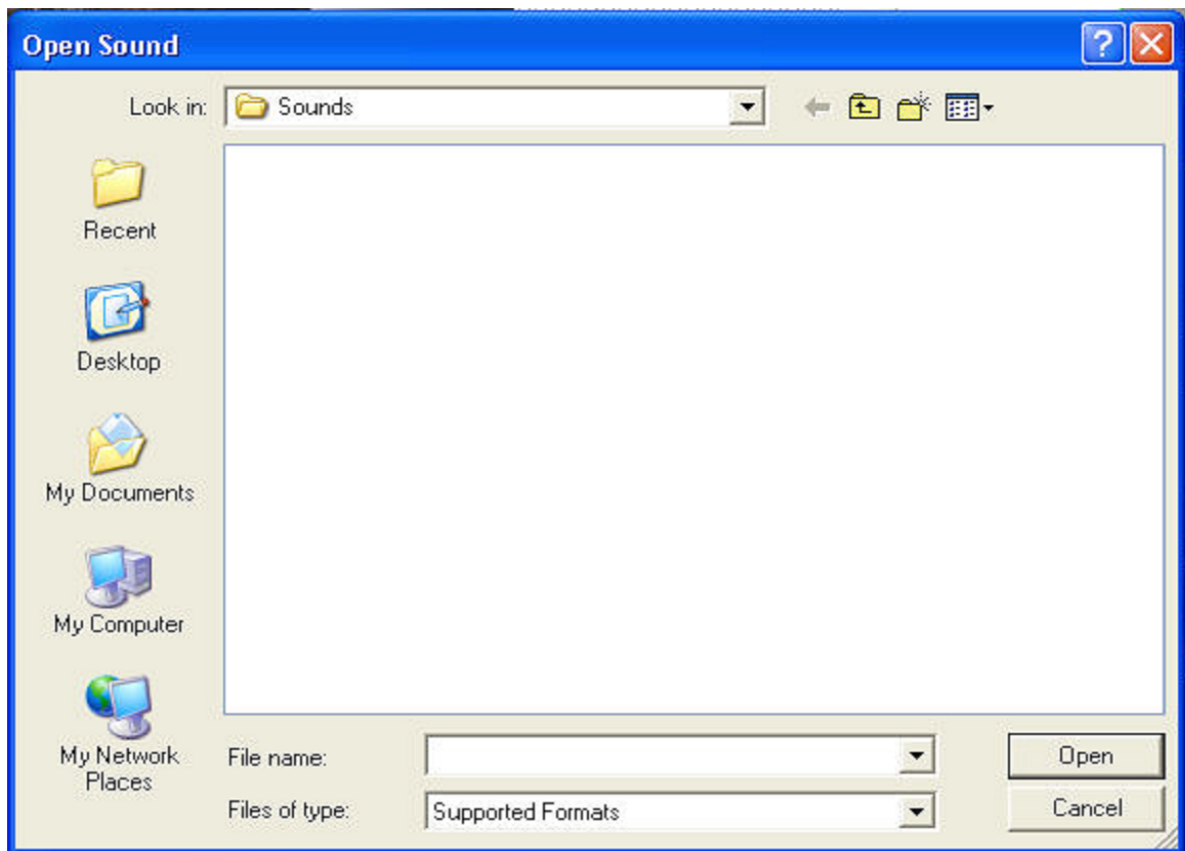 Open Sound
?
Look in: Sounds
Recent
Desktop
My Documents
My Computer
My Network
Places
File name:
Open
Files of type: Supported Formats
Cancel